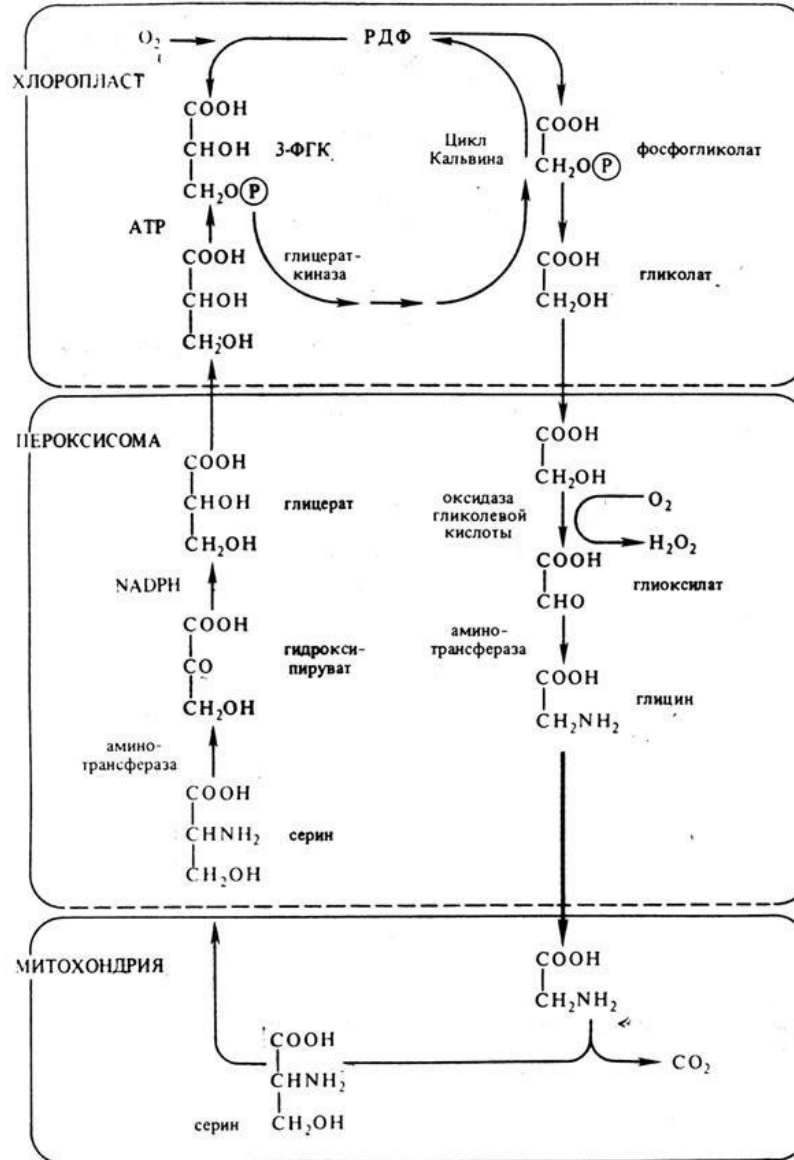 O₂
РДФ
ХЛОРОПЛАСТ
COOH
CHOH
CH₂OⓅ
3-ФГК
Цикл
Кальвина
COOH
CH₂OⓅ
фосфогликолат
АТР
глицерат-
киназа
COOH
CHOH
CH₂OH
COOH
CH₂OH
гликолат
ПЕРОКСИСОМА
COOH
CHOH
CH₂OH
глицерат
COOH
CH₂OH
оксидаза
гликолевой
кислоты
O₂
H₂O₂
NADPH
COOH
CHO
глиоксилат
COOH
CO
CH₂OH
гидрокси-
пируват
амино-
трансфераза
COOH
CH₂NH₂
глицин
амино-
трансфераза
COOH
CHNH₂
CH₂OH
серин
МИТОХОНДРИЯ
COOH
CH₂NH₂
COOH
CHNH₂
CH₂OH
серин
CO₂